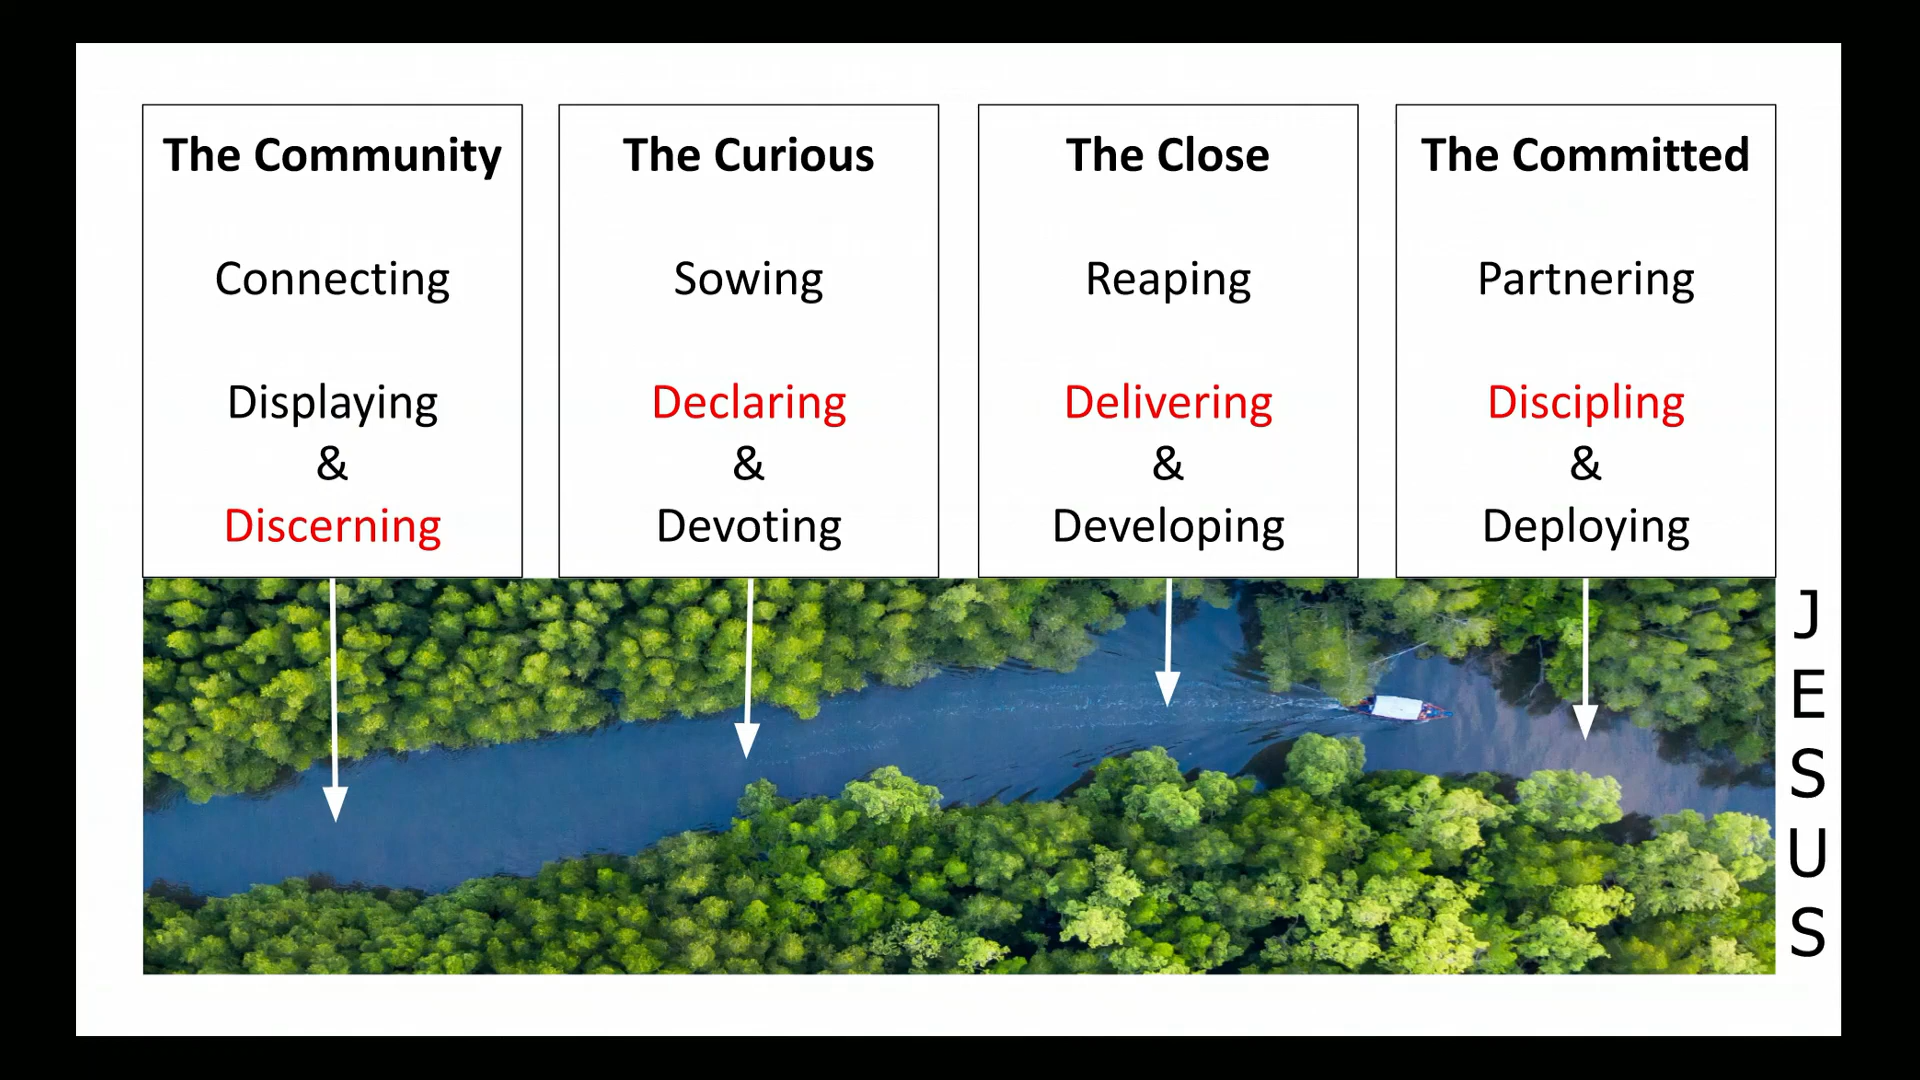 The Community
Connecting
Displaying
&
Discerning
The Curious
Sowing
Declaring
&
Devoting
The Close
Reaping
Delivering
&
Developing
The Committed
Partnering
Discipling
&
Deploying
J
E
S
U
S